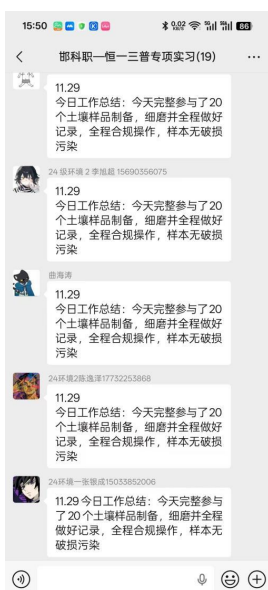 15:50
9.02 KB/s 5G 5G 86
邯科职—恒一三普专项实习(19)
11.29
今日工作总结：今天完整参与了20
个土壤样品制备，细磨并全程做好
记录，全程合规操作，样本无破损
污染
24级环境2李旭超 15690356075
11.29
今日工作总结：今天完整参与了20
个土壤样品制备，细磨并全程做好
记录，全程合规操作，样本无破损
污染
曲海涛
11.29
今日工作总结：今天完整参与了20
个土壤样品制备，细磨并全程做好
记录，全程合规操作，样本无破损
污染
24环境2陈逸泽17732253868
11.29
今日工作总结：今天完整参与了20
个土壤样品制备，细磨并全程做好
记录，全程合规操作，样本无破损
污染
24环境一张银成15033852006
11.29今日工作总结：今天完整参与
了20个土壤样品制备，细磨并全程
做好记录，全程合规操作，样本无
破损污染